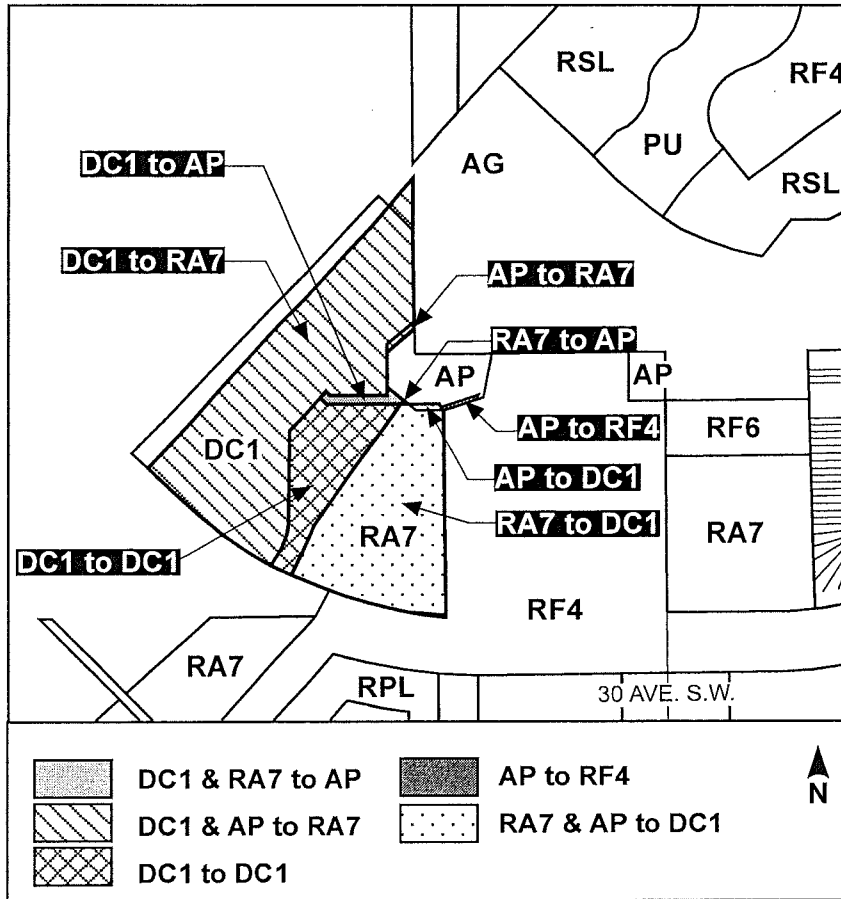 RSL
RF4
PU
AG
RSL
DC1 to AP
DC1 to RA7
AP to RA7
RA7 to AP
AP
AP
AP to RF4
RF6
DC1
AP to DC1
RA7 to DC1
RA7
RA7
DC1 to DC1
RF4
RA7
RPL
30 AVE. S.W.
DC1 & RA7 to AP
AP to RF4
DC1 & AP to RA7
RA7 & AP to DC1
DC1 to DC1
N